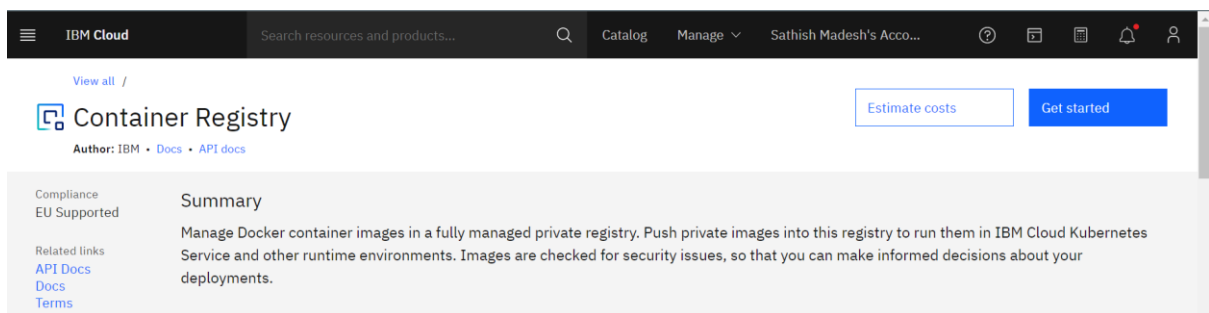 IBM Cloud
Search resources and products...
Catalog
Manage
Sathish Madesh's Acco...
View all /
Container Registry
Estimate costs
Get started
Author: IBM • Docs • API docs
Compliance
EU Supported
Related links
API Docs
Docs
Terms
Summary
Manage Docker container images in a fully managed private registry. Push private images into this registry to run them in IBM Cloud Kubernetes
Service and other runtime environments. Images are checked for security issues, so that you can make informed decisions about your
deployments.